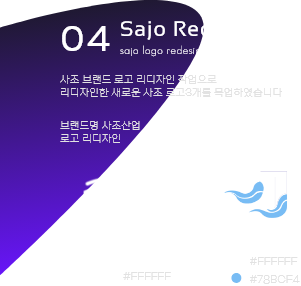 04
Sajo Red
sajo logo redesig
사조 브랜드 로고 리디자인 작업으로
리디자인한 새로운 사조 로고3개를 목업하였습니다
브랜드명 사조산업
로고 리디자인
#FFFFFF
#FFFFFF
#78BCF4